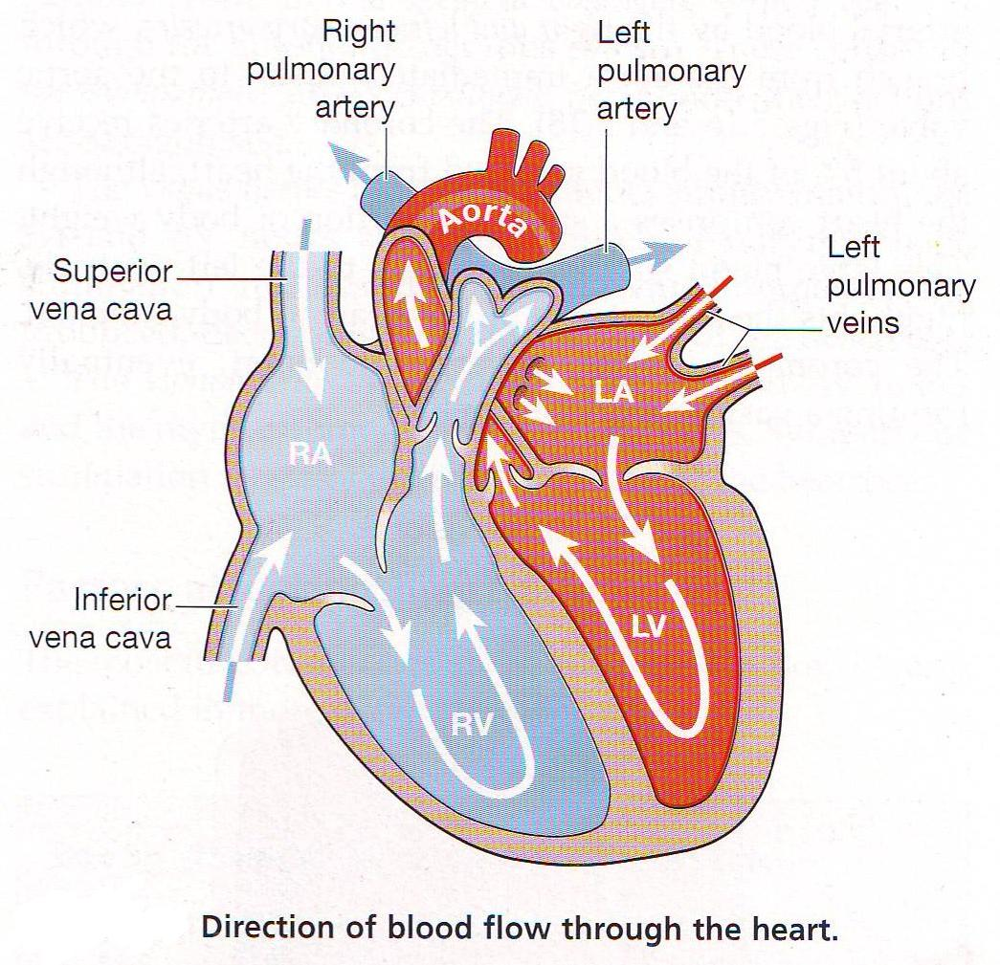 Right
pulmonary
artery
Left
pulmonary
artery
Aorta
Superior
vena cava
Left
pulmonary
veins
LA
RA
Inferior
vena cava
LV
RV
Direction of blood flow through the heart.